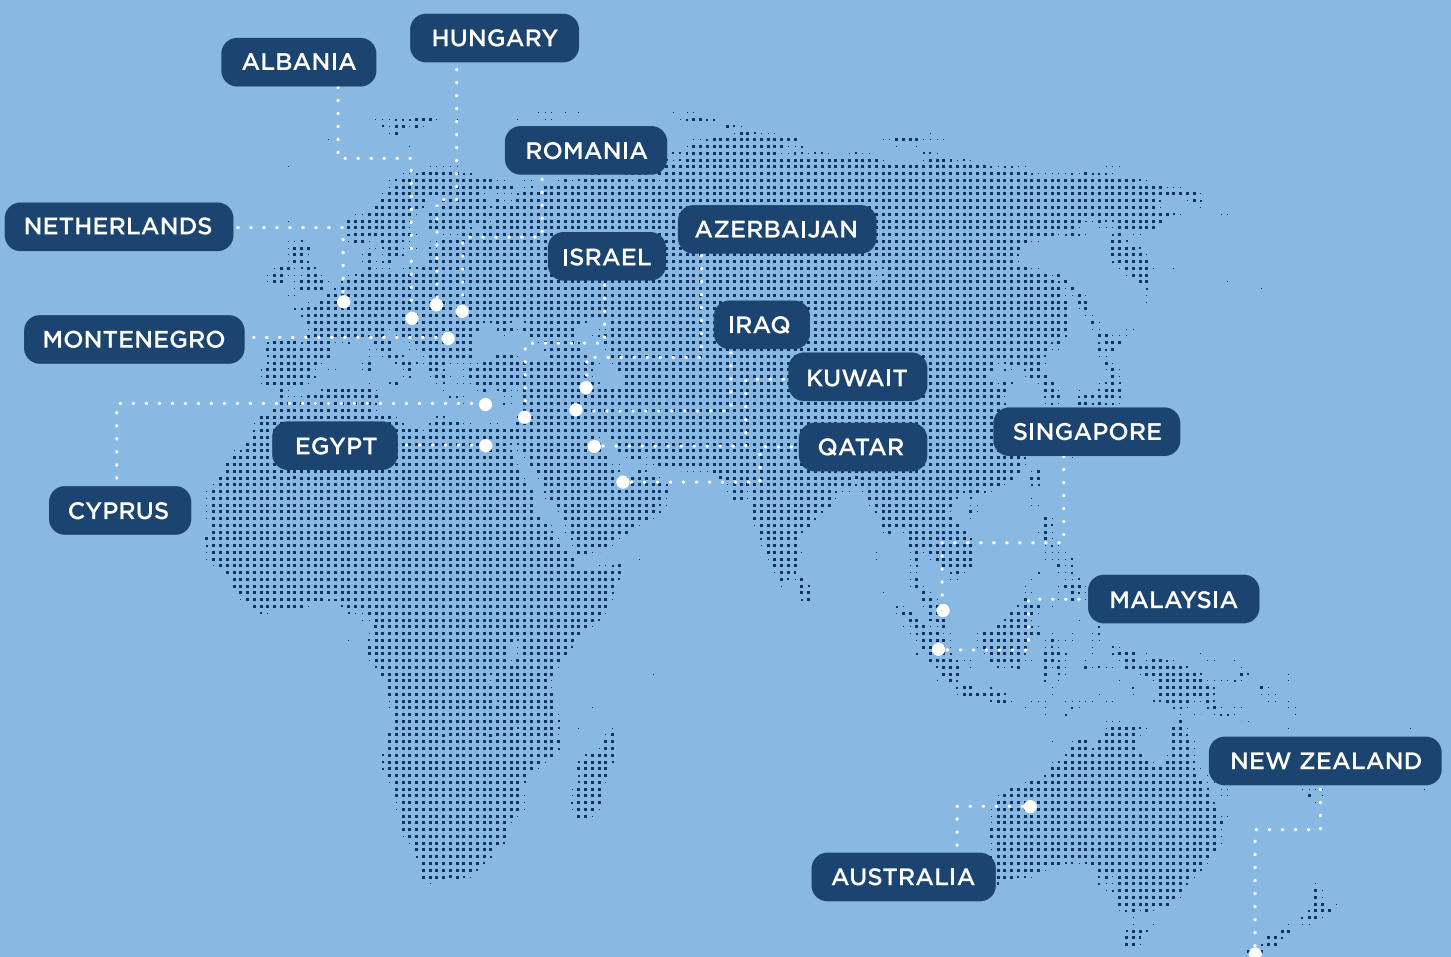 HUNGARY
ALBANIA
ROMANIA
NETHERLANDS
AZERBAIJAN
ISRAEL
IRAQ
MONTENEGRO
KUWAIT
SINGAPORE
EGYPT
QATAR
CYPRUS
MALAYSIA
NEW ZEALAND
AUSTRALIA